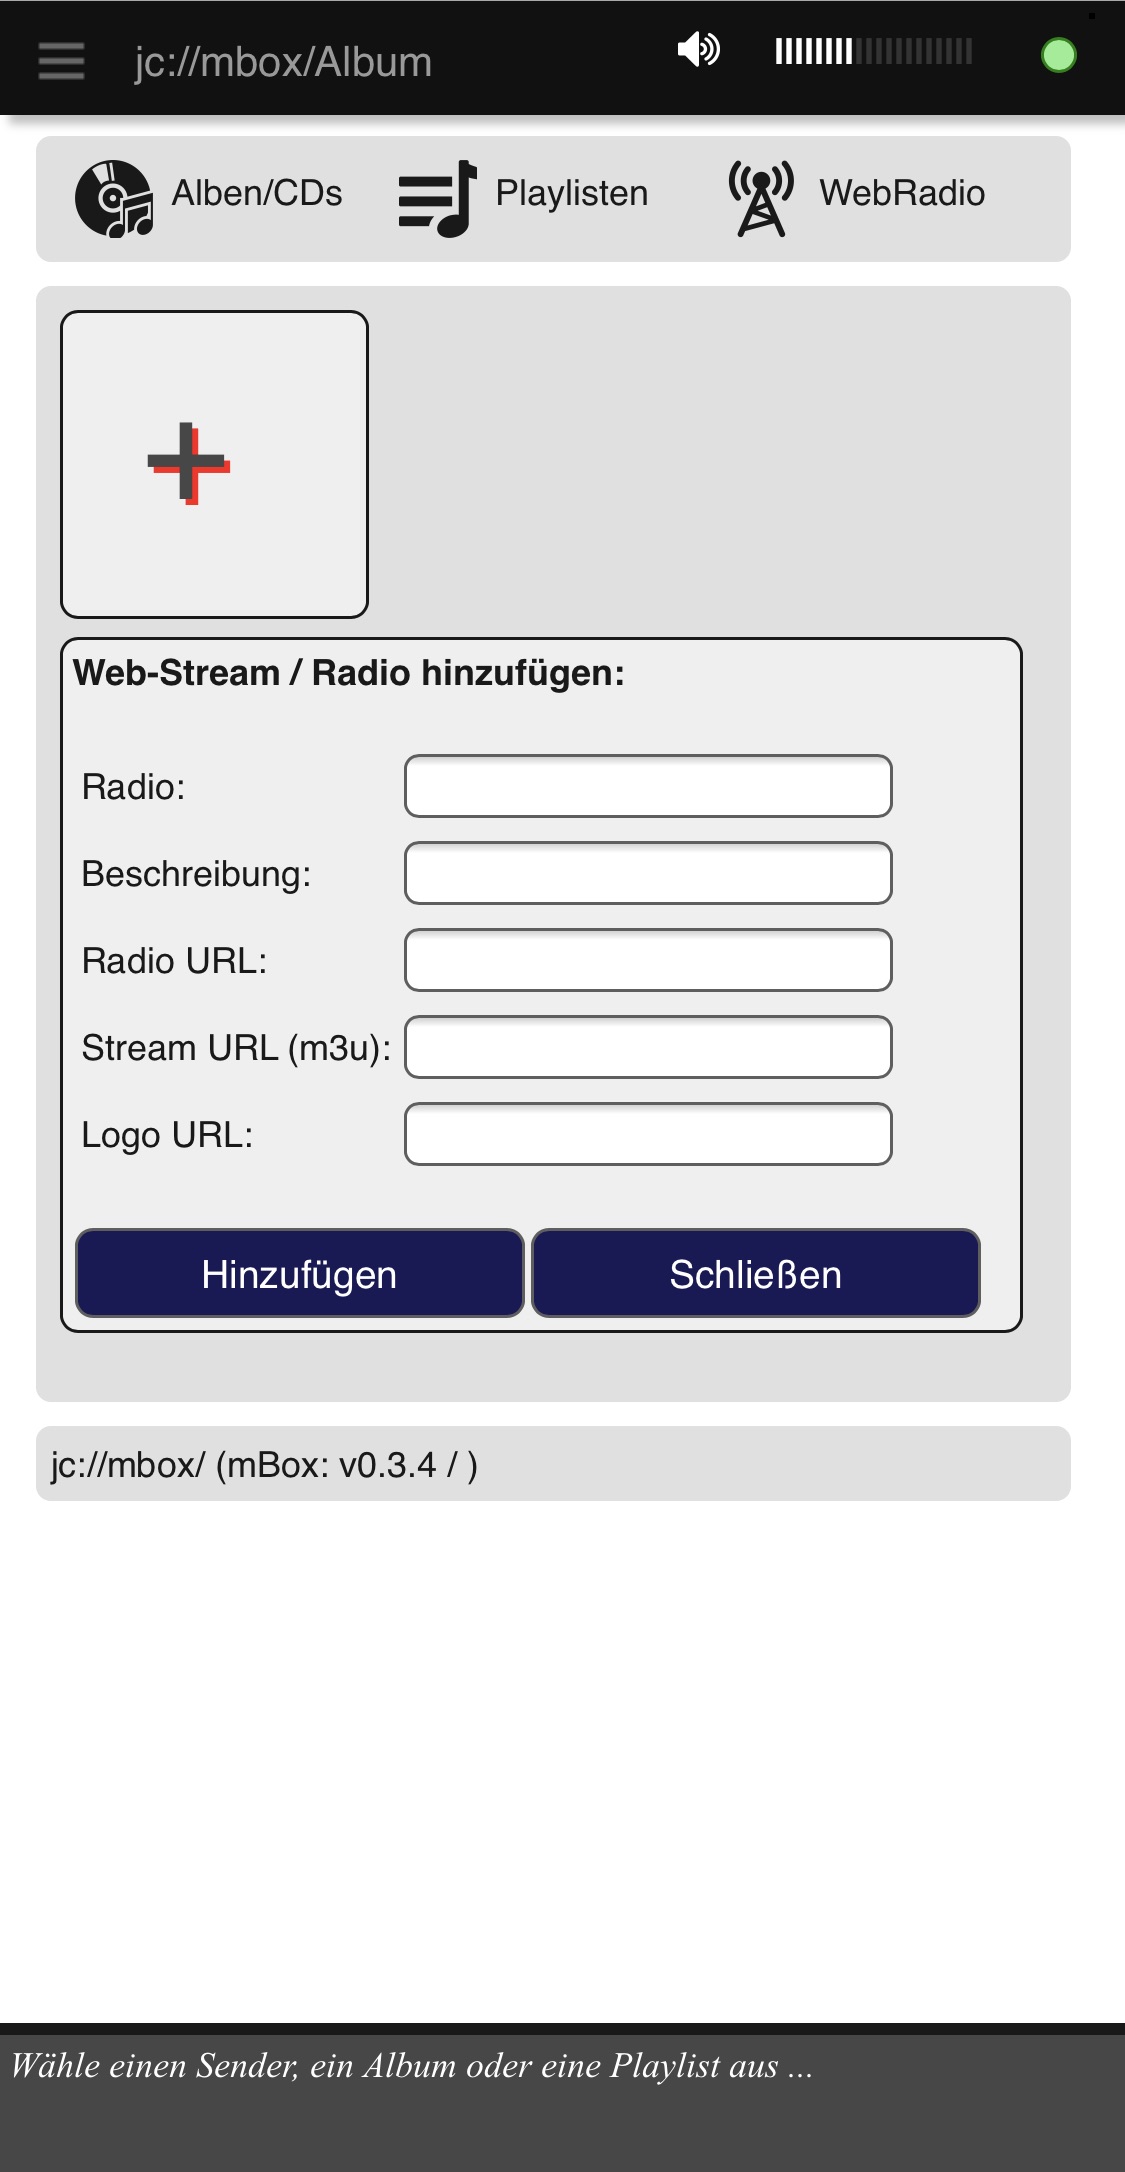 jc://mbox/Album
Alben/CDs Playlisten WebRadio
Web-Stream / Radio hinzufügen:
Radio:
Beschreibung:
Radio URL:
Stream URL (m3u):
Logo URL:
Hinzufügen Schließen
jc://mbox/ (mBox: v0.3.4 / )
Wähle einen Sender, ein Album oder eine Playlist aus ...